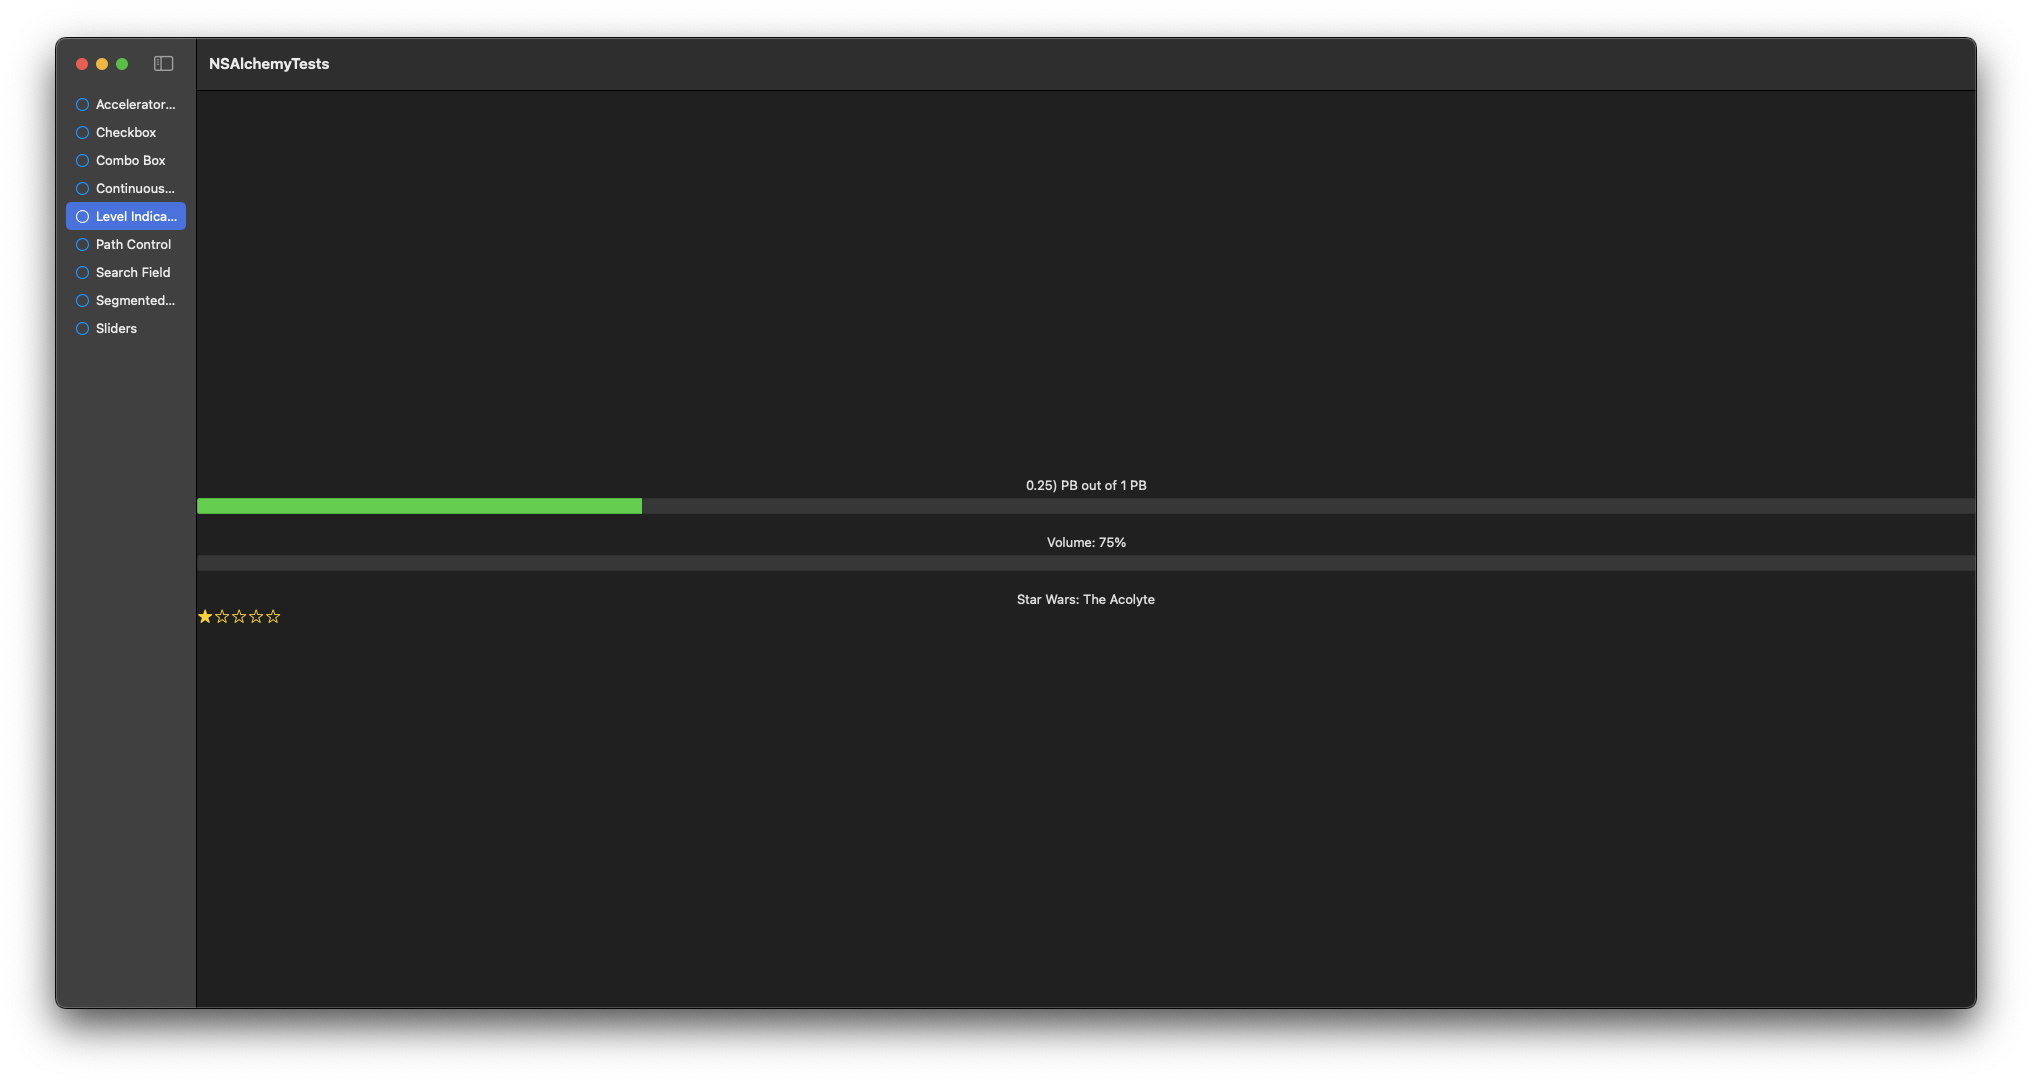 NSAlchemyTests
Accelerator...
Checkbox
Combo Box
Continuous...
Level Indica...
Path Control
Search Field
Segmented...
Sliders
0.25) PB out of 1 PB
Volume: 75%
Star Wars: The Acolyte